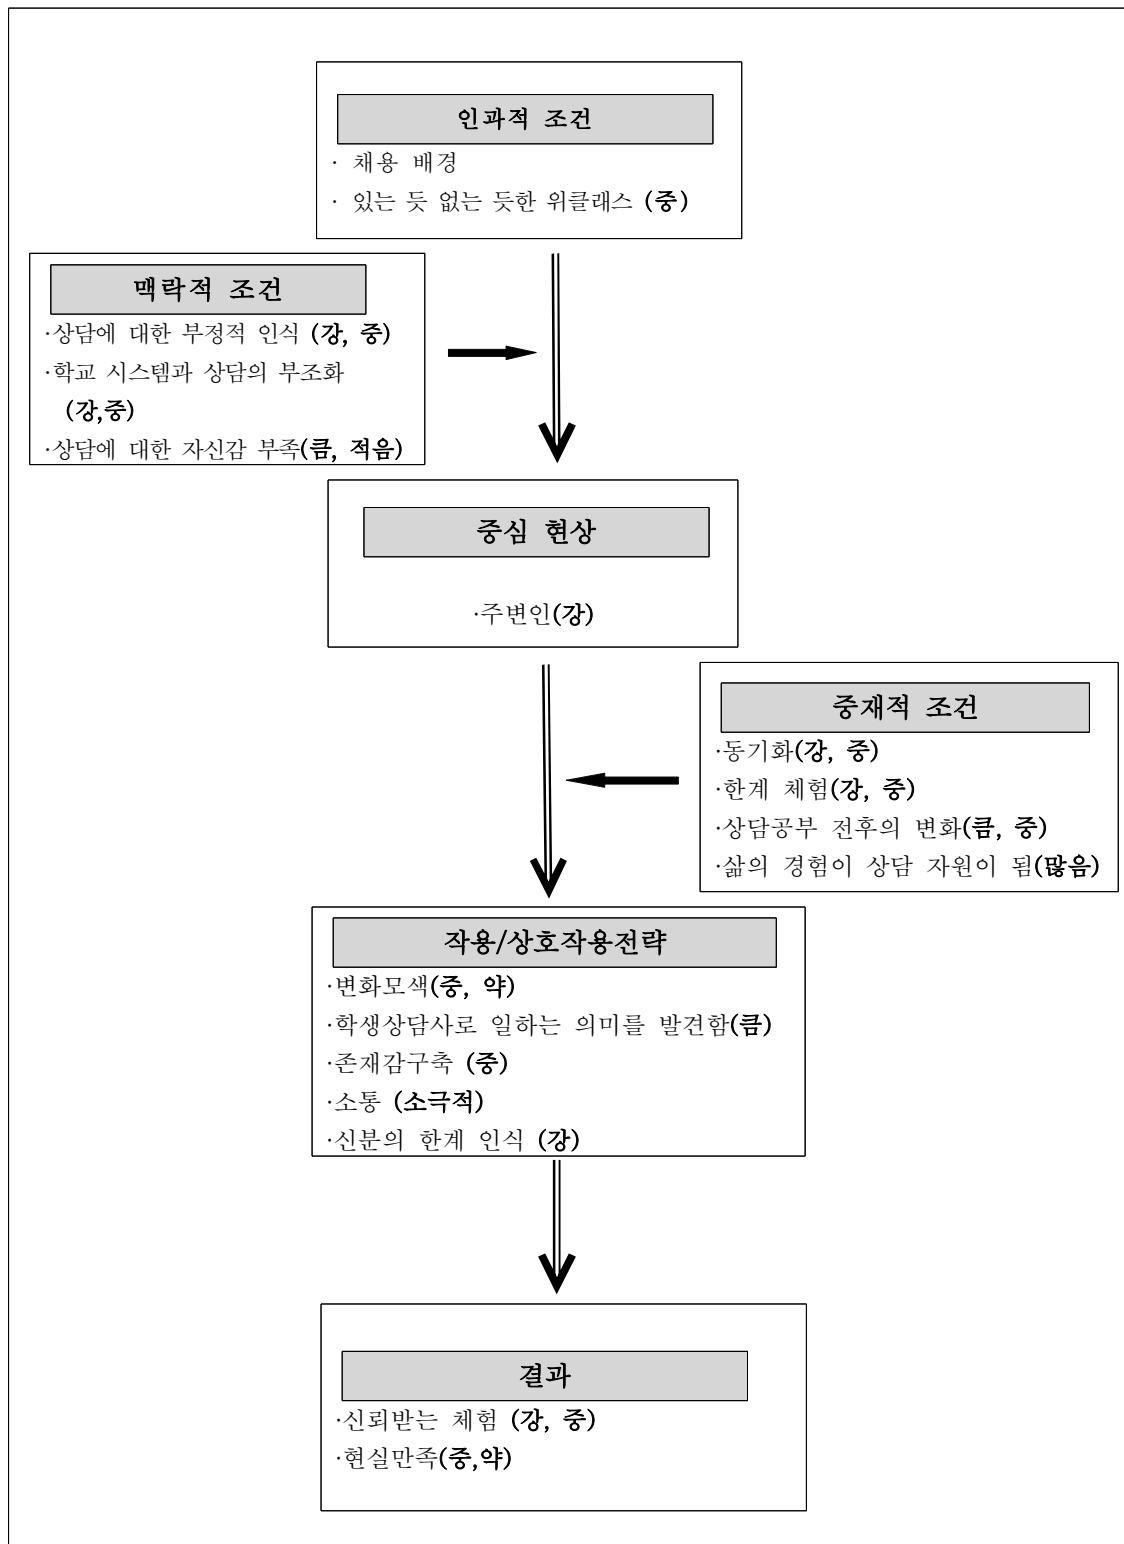 인과적 조건
· 채용 배경
· 있는 듯 없는 듯한 위클래스 (중)
맥락적 조건
·상담에 대한 부정적 인식 (강, 중)
·학교 시스템과 상담의 부조화
(강,중)
·상담에 대한 자신감 부족(큼, 적음)
중심 현상
·주변인(강)
중재적 조건
·동기화(강, 중)
·한계 체험(강, 중)
·상담공부 전후의 변화(큼, 중)
·삶의 경험이 상담 자원이 됨(많음)
작용/상호작용전략
·변화모색(중, 약)
·학생상담사로 일하는 의미를 발견함(큼)
·존재감구축 (중)
·소통 (소극적)
·신분의 한계 인식 (강)
결과
·신뢰받는 체험 (강, 중)
·현실만족(중,약)